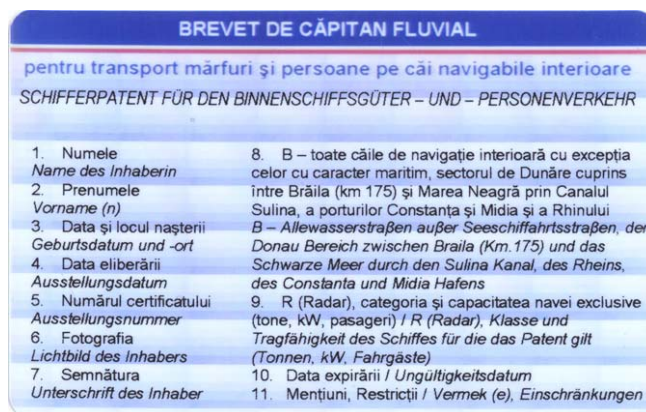 BREVET DE CĂPITAN FLUVIAL
pentru transport mărfuri şi persoane pe căi navigabile interioare
SCHIFFERPATENT FÜR DEN BINNENSCHIFFSGÜTER – UND – PERSONENVERKEHR
1. Numele
Name des Inhaberin
2. Prenumele
Vorname (n)
3. Data şi locul naşterii
Geburtsdatum und -ort
4. Data eliberării
Ausstellungsdatum
5. Numărul certificatului
Ausstellungsnummer
6. Fotografia
Lichtbild des Inhabers
7. Semnătura
Unterschrift des Inhaber
8. B – toate căile de navigaţie interioară cu excepţia
celor cu caracter maritim, sectorul de Dunăre cuprins
între Brăila (km 175) şi Marea Neagră prin Canalul
Sulina, a porturilor Constanţa şi Midia şi a Rhinului
B – Allewasserstraßen außer Seeschiffahrtsstraßen, der
Donau Bereich zwischen Braila (Km.175) und das
Schwarze Meer durch den Sulina Kanal, des Rheins,
des Constanta und Midia Hafens
9. R (Radar), categoria şi capacitatea navei exclusive
(tone, kW, pasageri) / R (Radar), Klasse und
Tragfähigkeit des Schiffes für die das Patent gilt
(Tonnen, kW, Fahrgäste)
10. Data expirării / Ungültigkeitsdatum
11. Menţiuni, Restricţii / Vermek (e), Einschränkungen